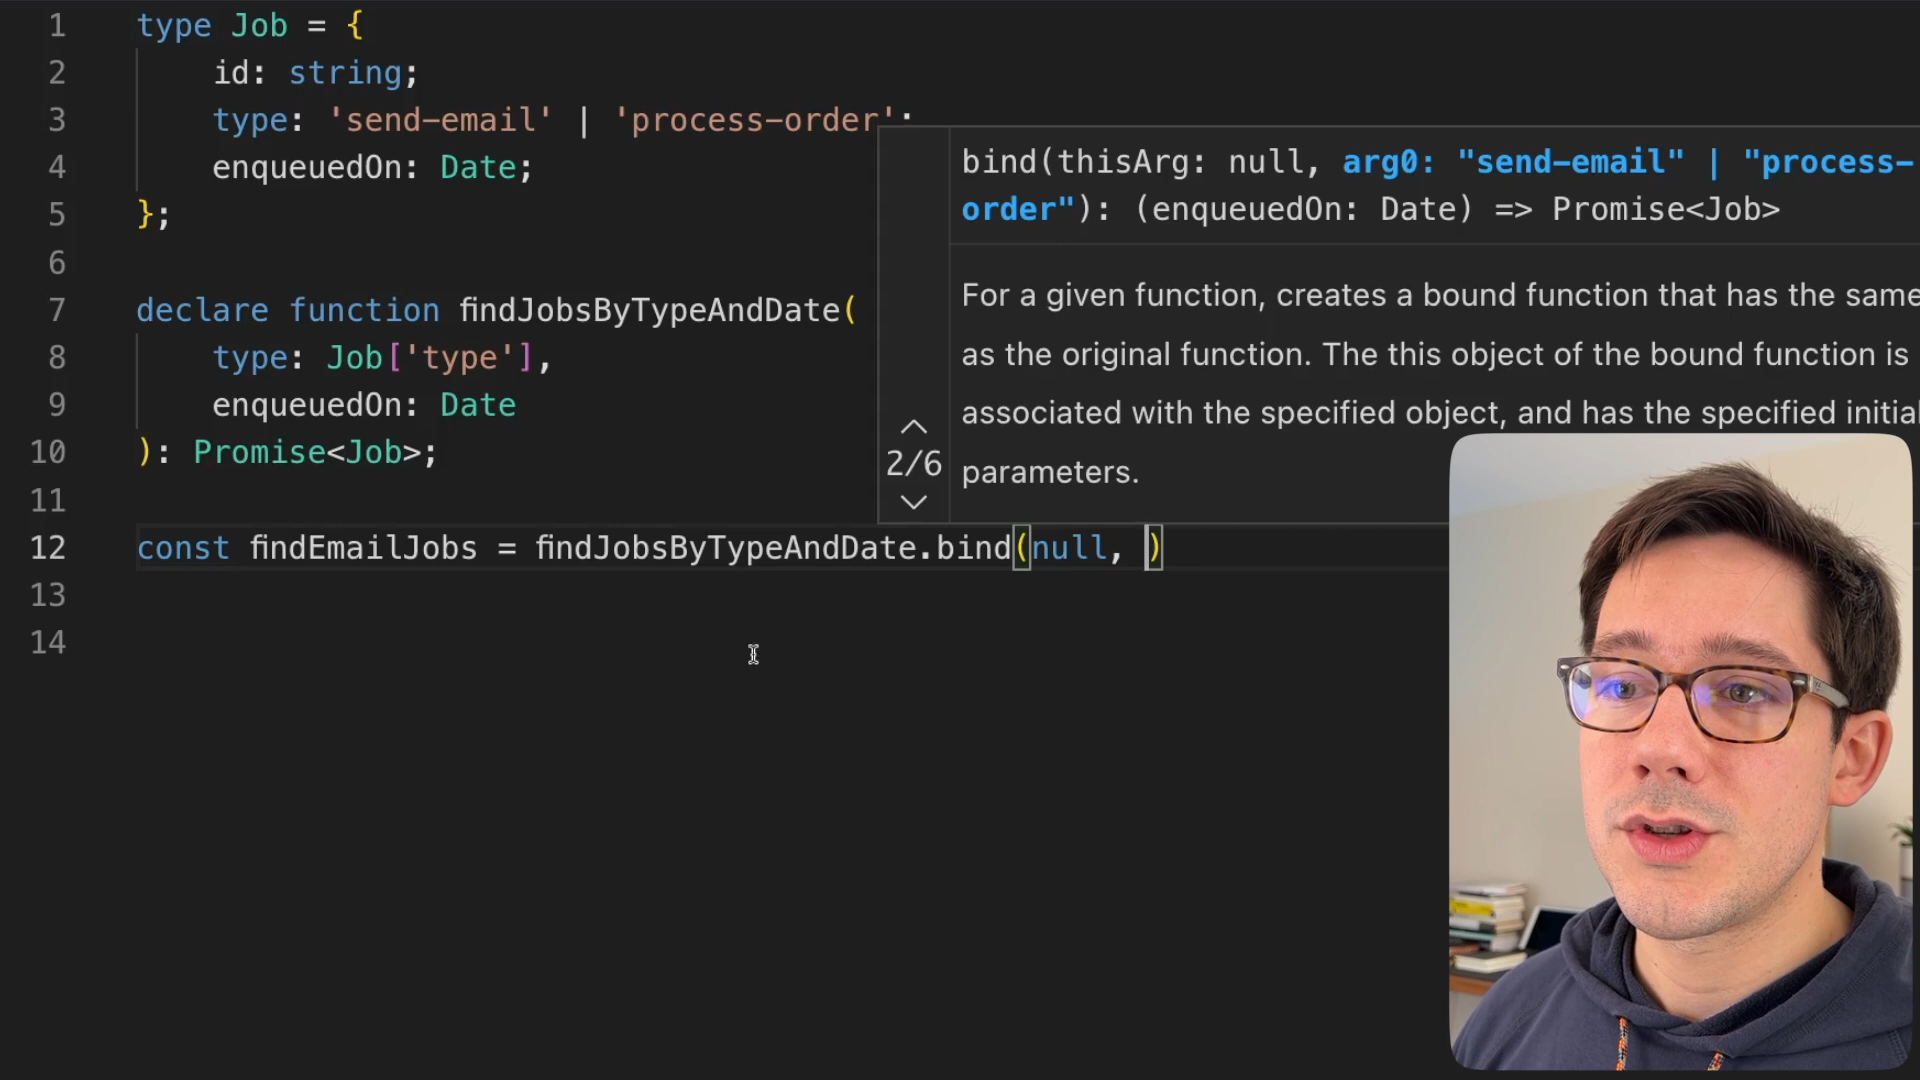 1 type Job = {
2 id: string;
3 type: 'send-email' | 'process-order';
4 enqueuedOn: Date;
5 };
6
7 declare function findJobsByTypeAndDate(
8 type: Job['type'],
9 enqueuedOn: Date
10 ): Promise<Job>;
11
12 const findEmailJobs = findJobsByTypeAndDate.bind(null, )
13
14
bind(thisArg: null, arg0: "send-email" | "process-
order"): (enqueuedOn: Date) => Promise<Job>
For a given function, creates a bound function that has the same
as the original function. The this object of the bound function is
associated with the specified object, and has the specified initial
parameters.
2/6